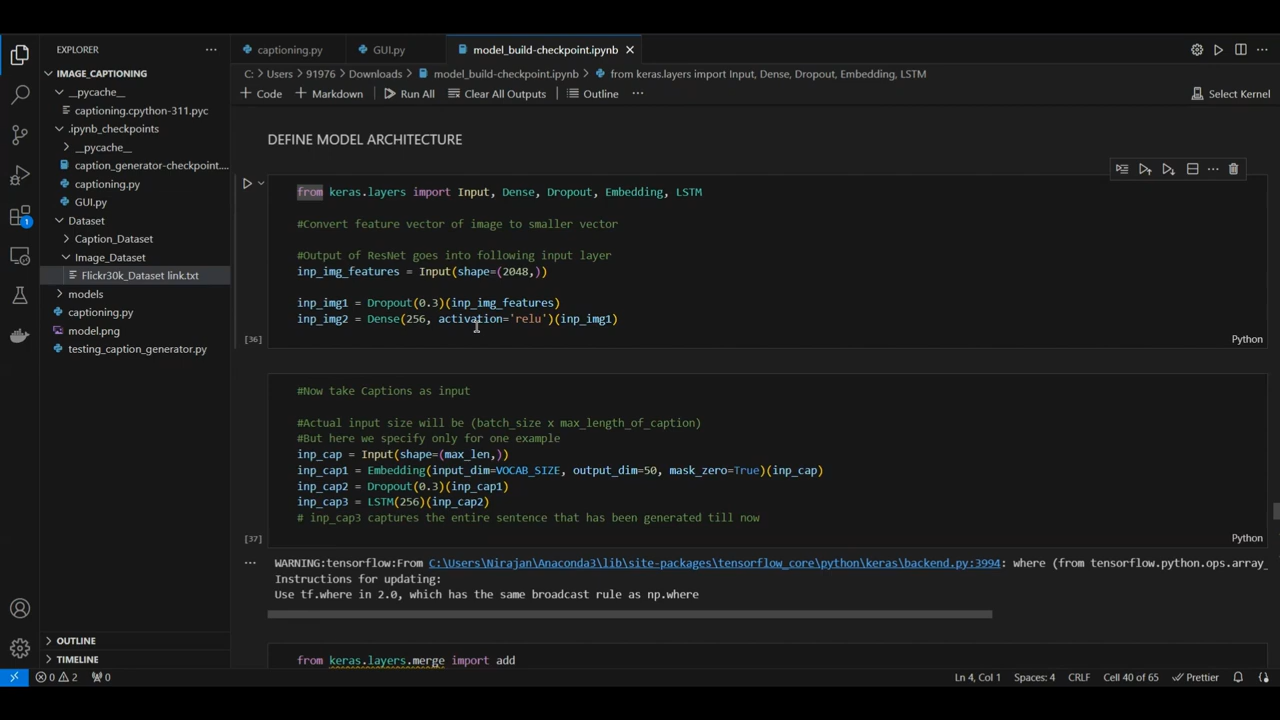 EXPLORER ...
captioning.py GUI.py model_build-checkpoint.ipynb
IMAGE_CAPTIONING
C: > Users > 91976 > Downloads > model_build-checkpoint.ipynb > from keras.layers import Input, Dense, Dropout, Embedding, LSTM
__pycache__
+ Code + Markdown Run All Clear All Outputs Outline ... Select Kernel
captioning.cpython-311.pyc
.ipynb_checkpoints
__pycache__
caption_generator-checkpoint....
captioning.py
GUI.py
Dataset
Caption_Dataset
Image_Dataset
Flickr30k_Dataset link.txt
models
captioning.py
model.png
testing_caption_generator.py
DEFINE MODEL ARCHITECTURE
from keras.layers import Input, Dense, Dropout, Embedding, LSTM
#Convert feature vector of image to smaller vector
#Output of ResNet goes into following input layer
inp_img_features = Input(shape=(2048,))
inp_img1 = Dropout(0.3)(inp_img_features)
inp_img2 = Dense(256, activation='relu')(inp_img1)
[36] Python
#Now take Captions as input
#Actual input size will be (batch_size x max_length_of_caption)
#But here we specify only for one example
inp_cap = Input(shape=(max_len,))
inp_cap1 = Embedding(input_dim=VOCAB_SIZE, output_dim=50, mask_zero=True)(inp_cap)
inp_cap2 = Dropout(0.3)(inp_cap1)
inp_cap3 = LSTM(256)(inp_cap2)
# inp_cap3 captures the entire sentence that has been generated till now
[37] Python
... WARNING:tensorflow:From C:\Users\Nirajan\Anaconda3\lib\site-packages\tensorflow_core\python\keras\backend.py:3994: where (from tensorflow.python.ops.array_
Instructions for updating:
Use tf.where in 2.0, which has the same broadcast rule as np.where
from keras.layers.merge import add
OUTLINE
TIMELINE
0 2 0 Ln 4, Col 1 Spaces: 4 CRLF Cell 40 of 65 Prettier
1